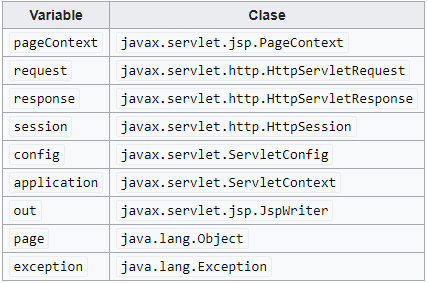 Variable Clase
pageContext javax.servlet.jsp.PageContext
request javax.servlet.http.HttpServletRequest
response javax.servlet.http.HttpServletResponse
session javax.servlet.http.HttpSession
config javax.servlet.ServletConfig
application javax.servlet.ServletContext
out javax.servlet.jsp.JspWriter
page java.lang.Object
exception java.lang.Exception